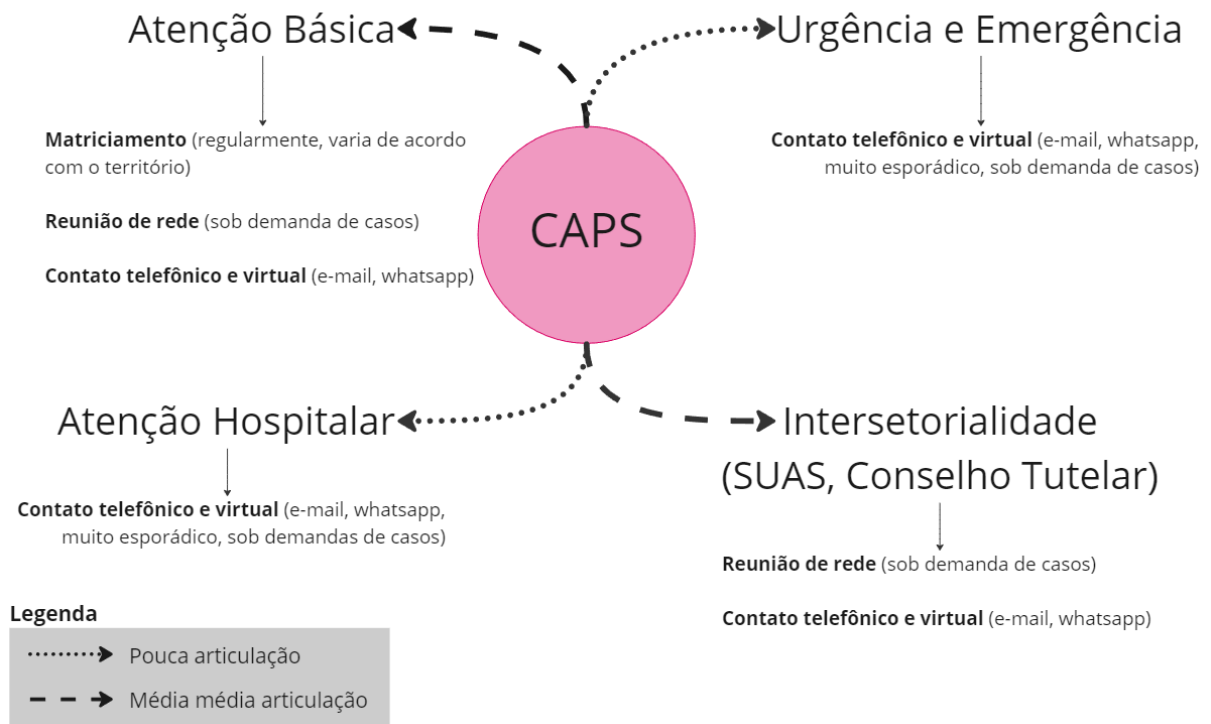 Atenção Básica
Matriciamento (regularmente, varia de acordo
com o território)
Reunião de rede (sob demanda de casos)
Contato telefônico e virtual (e-mail, whatsapp)
Urgência e Emergência
Contato telefônico e virtual (e-mail, whatsapp,
muito esporádico, sob demanda de casos)
CAPS
Atenção Hospitalar
Contato telefônico e virtual (e-mail, whatsapp,
muito esporádico, sob demandas de casos)
Intersetorialidade
(SUAS, Conselho Tutelar)
Reunião de rede (sob demanda de casos)
Contato telefônico e virtual (e-mail, whatsapp)
Legenda
Pouca articulação
Média média articulação